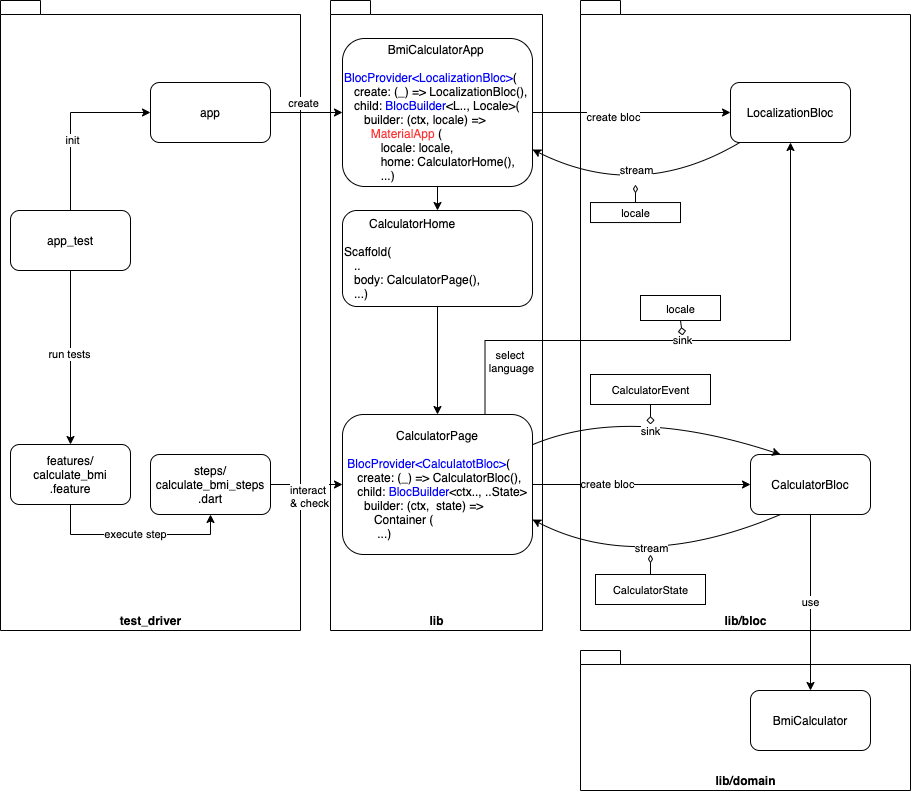 app
init
app_test
run tests
features/
calculate_bmi
.feature
steps/
calculate_bmi_steps
.dart
execute step
test_driver
create
interact
& check
BmiCalculatorApp
BlocProvider<LocalizationBloc>(
create: (_) => LocalizationBloc(),
child: BlocBuilder<L.., Locale>(
builder: (ctx, locale) =>
MaterialApp (
locale: locale,
home: CalculatorHome(),
...)
CalculatorHome
Scaffold(
..
body: CalculatorPage(),
...)
select
language
CalculatorPage
BlocProvider<CalculatotBloc>(
create: (_) => CalculatorBloc(),
child: BlocBuilder<ctx.., ..State>
builder: (ctx,  state) =>
Container (
...)
lib
create bloc
LocalizationBloc
stream
locale
locale
sink
CalculatorEvent
sink
create bloc
CalculatorBloc
stream
CalculatorState
use
lib/bloc
BmiCalculator
lib/domain